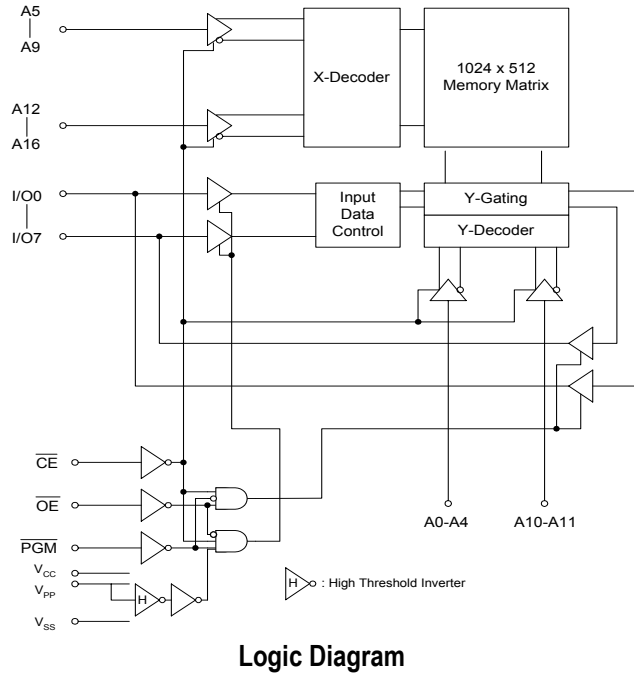 A5
|
A9
X-Decoder
1024 x 512
Memory Matrix
A12
|
A16
I/O0
|
I/O7
Input
Data
Control
Y-Gating
Y-Decoder
CE
OE
PGM
A0-A4
A10-A11
VCC
VPP
VSS
H
H
: High Threshold Inverter
Logic Diagram